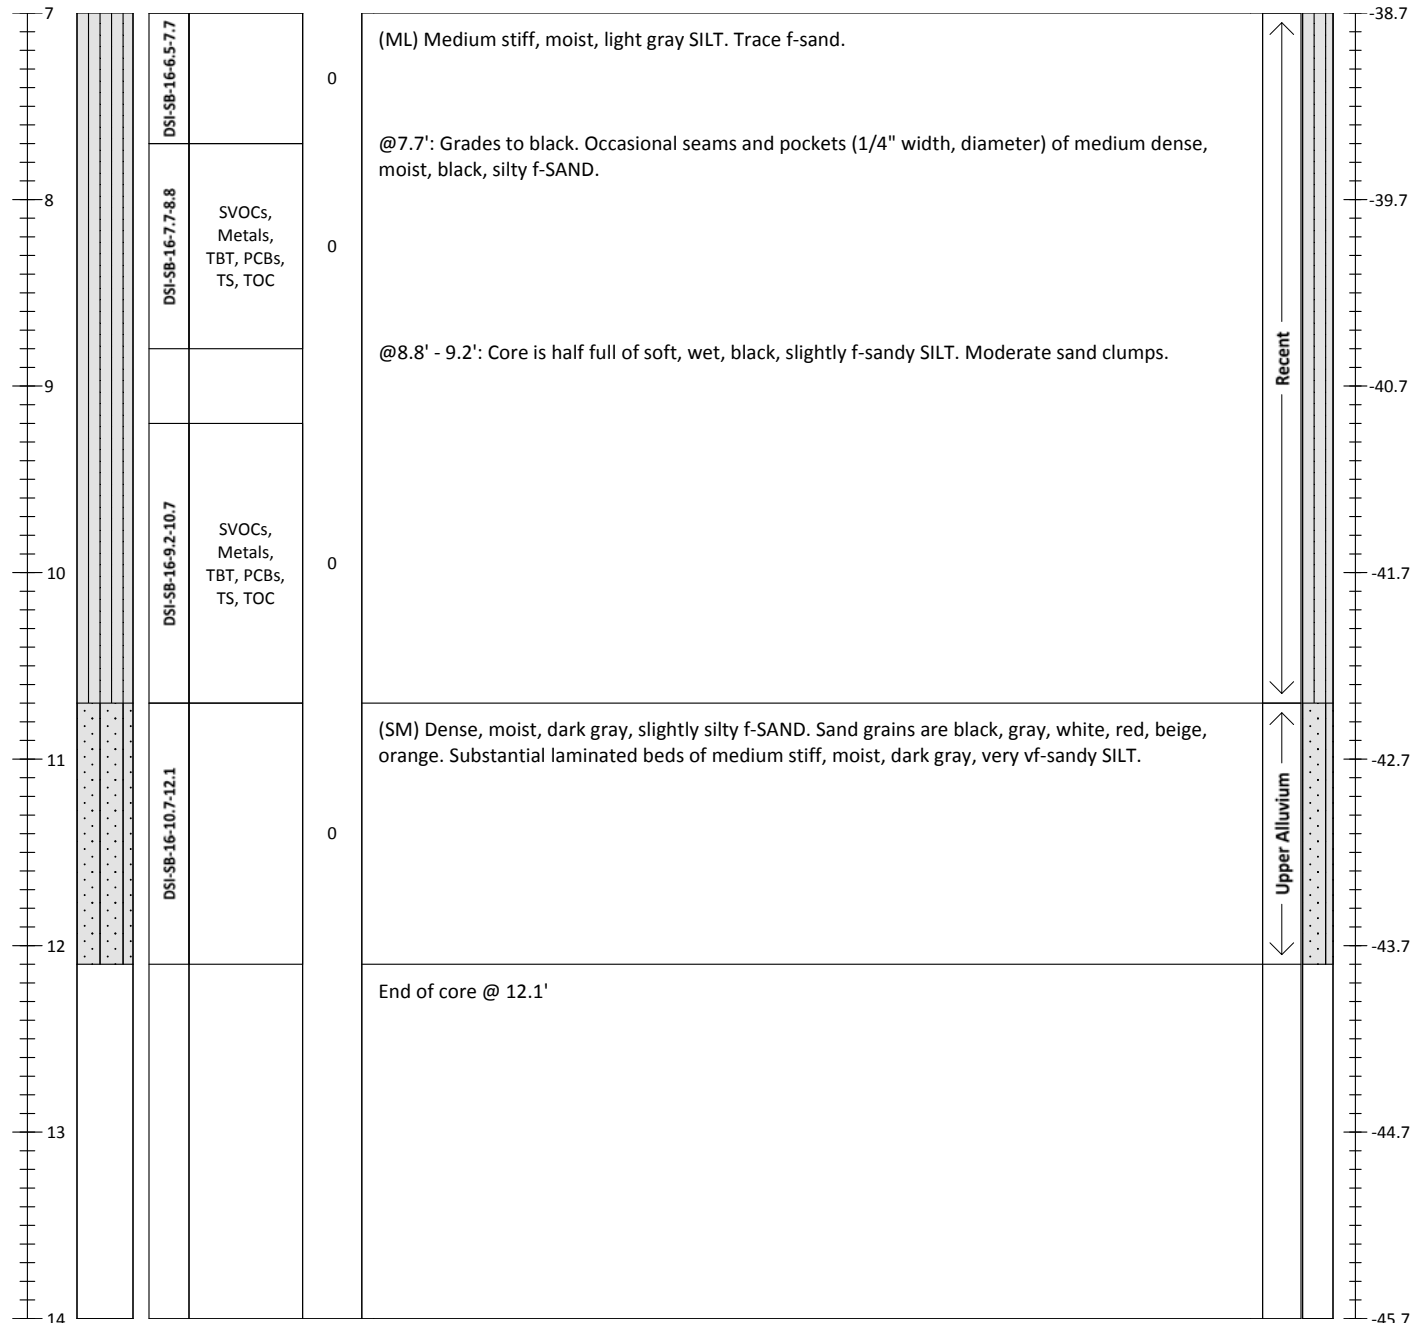 7
8
9
10
11
12
13
14
DSI-SB-16-6.5-7.7
DSI-SB-16-7.7-8.8
DSI-SB-16-9.2-10.7
DSI-SB-16-10.7-12.1
SVOCs,
Metals,
TBT, PCBs,
TS, TOC
SVOCs,
Metals,
TBT, PCBs,
TS, TOC
0
0
0
0
(ML) Medium stiff, moist, light gray SILT. Trace f-sand.
@7.7': Grades to black. Occasional seams and pockets (1/4" width, diameter) of medium dense,
moist, black, silty f-SAND.
@8.8' - 9.2': Core is half full of soft, wet, black, slightly f-sandy SILT. Moderate sand clumps.
(SM) Dense, moist, dark gray, slightly silty f-SAND. Sand grains are black, gray, white, red, beige,
orange. Substantial laminated beds of medium stiff, moist, dark gray, very vf-sandy SILT.
End of core @ 12.1'
Recent
Upper Alluvium
-38.7
-39.7
-40.7
-41.7
-42.7
-43.7
-44.7
-45.7